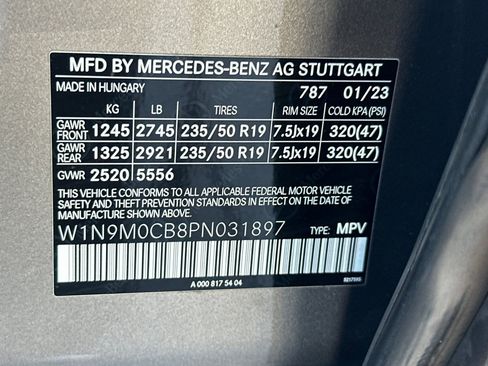 MFD BY MERCEDES-BENZ AG STUTTGART
MADE IN HUNGARY 787 01/23
KG LB TIRES RIM SIZE COLD KPA(PSI)
GAWR FRONT 1245 2745 235/50 R19 7.5Jx19 320(47)
GAWR REAR 1325 2921 235/50 R19 7.5Jx19 320(47)
GVWR 2520 5556
THIS VEHICLE CONFORMS TO ALL APPLICABLE FEDERAL MOTOR VEHICLE
SAFETY AND THEFT PREVENTION STANDARDS IN EFFECT ON THE DATE
OF MANUFACTURE SHOWN ABOVE.
W1N9M0CB8PN031897 TYPE: MPV
A 000 817 54 04